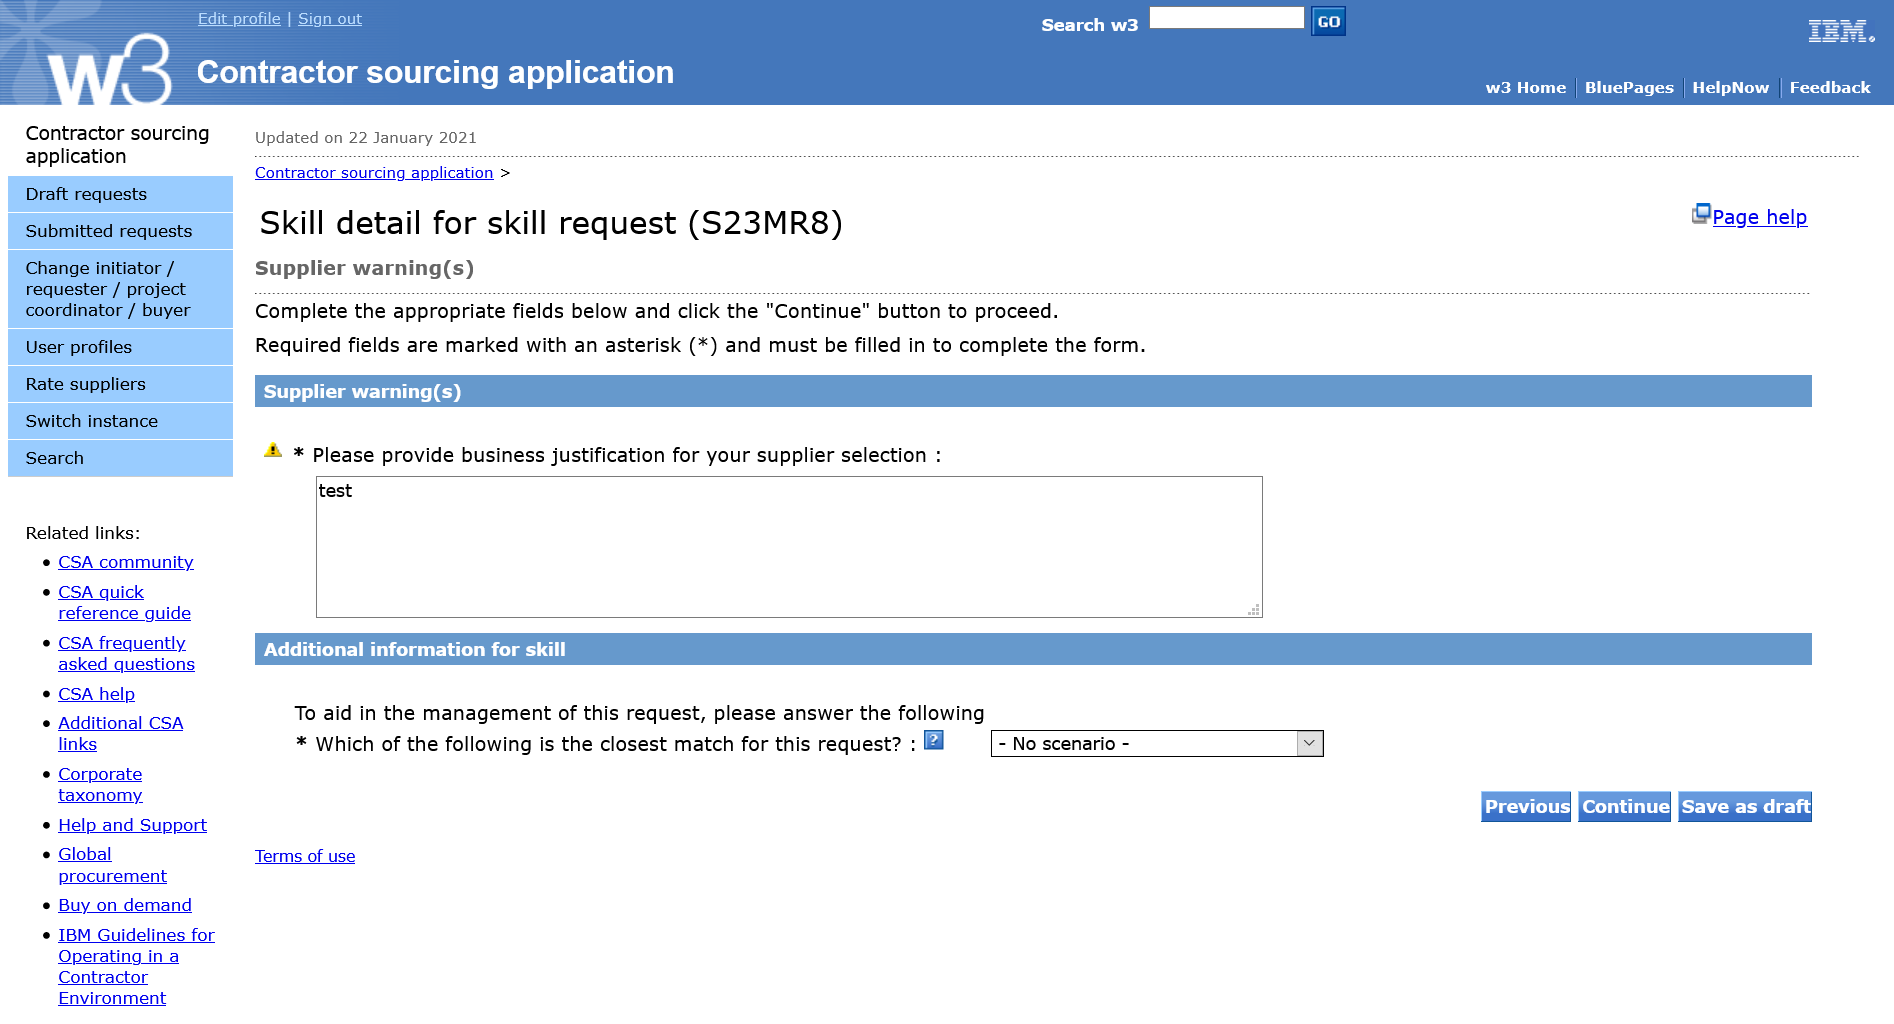 Edit profile | Sign out
Search w3
GO
IBM.
w3
Contractor sourcing application
w3 Home
BluePages
HelpNow
Feedback
Contractor sourcing
application
Draft requests
Submitted requests
Change initiator /
requester / project
coordinator / buyer
User profiles
Rate suppliers
Switch instance
Search
Related links:
• CSA community
• CSA quick
reference guide
• CSA frequently
asked questions
• CSA help
• Additional CSA
links
• Corporate
taxonomy
• Help and Support
• Global
procurement
• Buy on demand
• IBM Guidelines for
Operating in a
Contractor
Environment
Updated on 22 January 2021
Contractor sourcing application >
Skill detail for skill request (S23MR8)
Page help
Supplier warning(s)
Complete the appropriate fields below and click the "Continue" button to proceed.
Required fields are marked with an asterisk (*) and must be filled in to complete the form.
Supplier warning(s)
* Please provide business justification for your supplier selection :
test
Additional information for skill
To aid in the management of this request, please answer the following
* Which of the following is the closest match for this request? : ?
- No scenario -
Previous
Continue
Save as draft
Terms of use